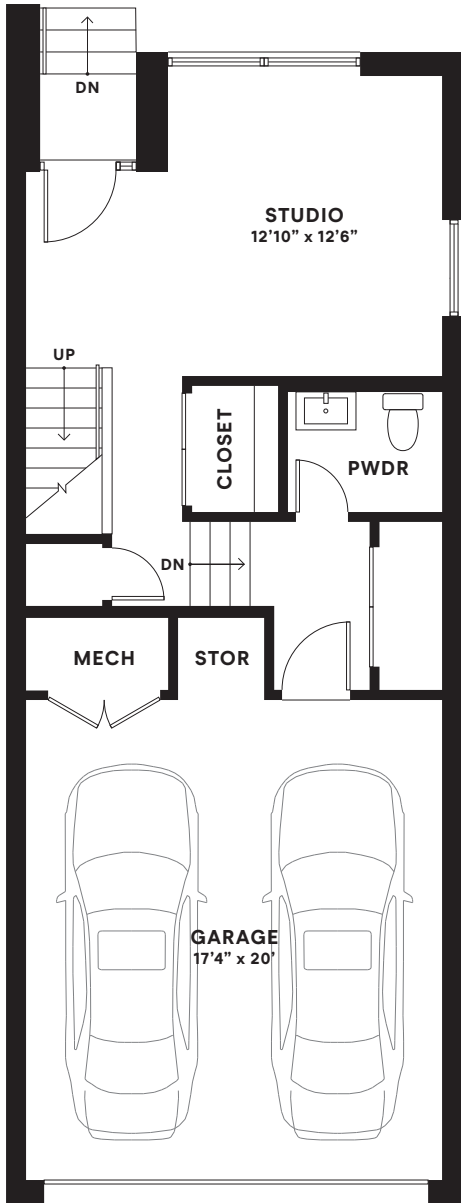 DN
STUDIO
12’10” x 12’6”
UP
CLOSET
PWDR
DN
MECH
STOR
GARAGE
17’4” x 20’